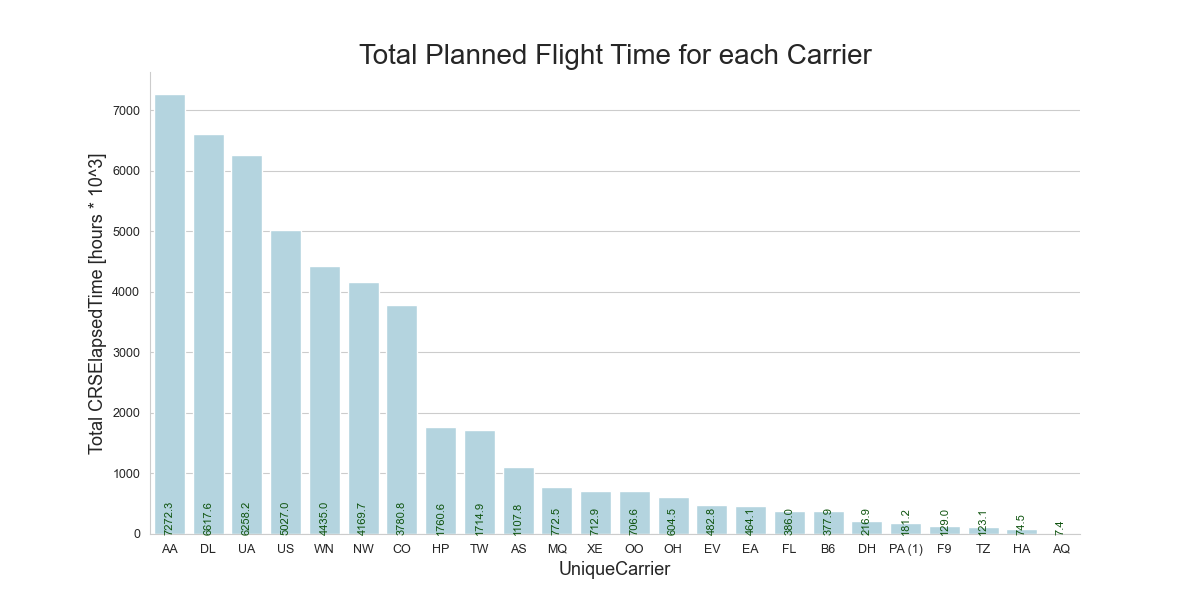 Total Planned Flight Time for each Carrier
Total CRSElapsedTime [hours * 10^3]
7000
6000
5000
4000
3000
2000
1000
0
7272.3 6617.6 6258.2 5027.0 4435.0 4169.7 3780.8 1760.6 1714.9 1107.8 772.5 712.9 706.6 604.5 482.8 464.1 386.0 377.9 216.9 181.2 129.0 123.1 74.5 7.4
AA DL UA US WN NW CO HP TW AS MQ XE OO OH EV EA FL B6 DH PA (1) F9 TZ HA AQ
UniqueCarrier